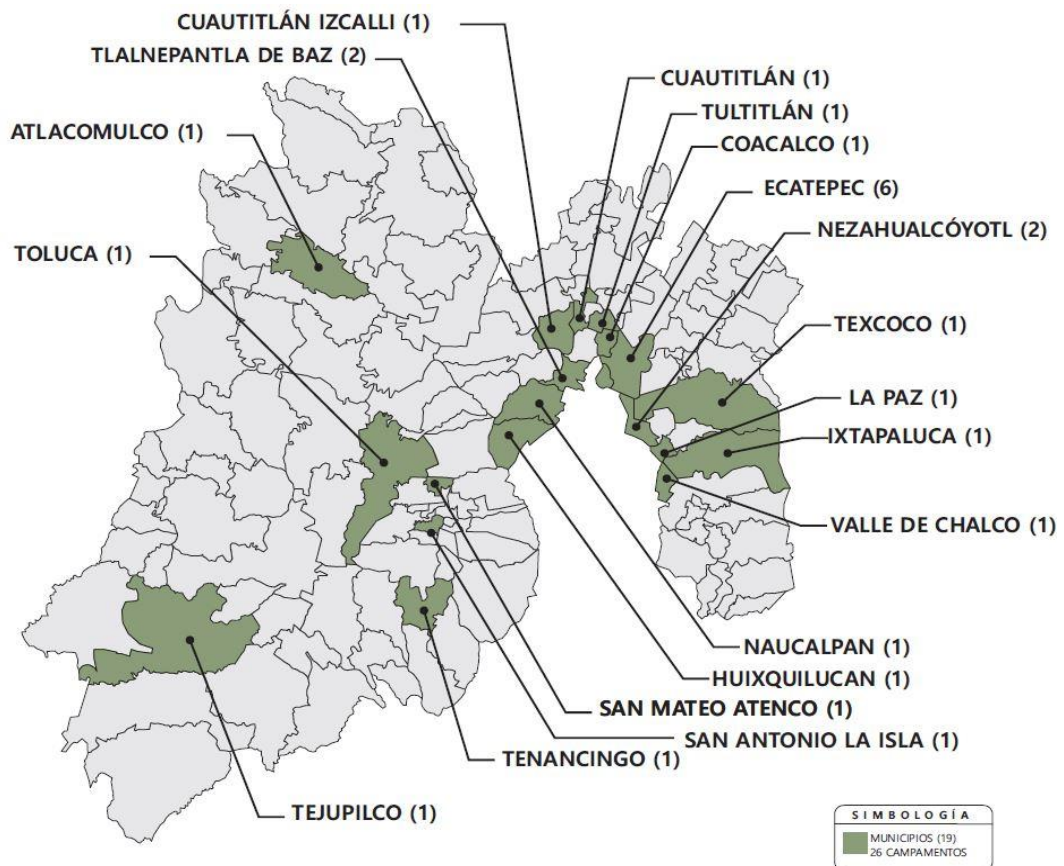 CUAUTITLÁN IZCALLI (1)
TLALNEPANTLA DE BAZ (2)
CUAUTITLÁN (1)
TULTITLÁN (1)
ATLACOMULCO (1)
COACALCO (1)
ECATEPEC (6)
NEZAHUALCÓYOTL (2)
TOLUCA (1)
TEXCOCO (1)
LA PAZ (1)
IXTAPALUCA (1)
VALLE DE CHALCO (1)
NAUCALPAN (1)
HUIXQUILUCAN (1)
SAN MATEO ATENCO (1)
SAN ANTONIO LA ISLA (1)
TENANCINGO (1)
TEJUPILCO (1)
SIMBOLOGÍA
MUNICIPIOS (19)
26 CAMPAMENTOS